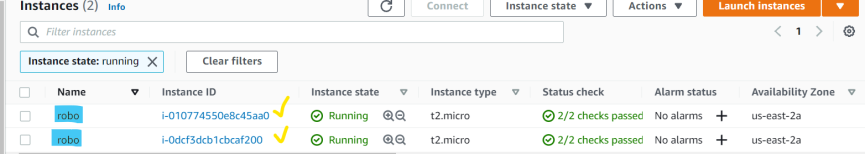 Instances (2) Info Connect Instance state ▼ Actions ▼ Launch instances ▼
Filter instances 1
Instance state: running X Clear filters
Name ▼ Instance ID Instance state ▽ Instance type ▽ Status check Alarm status Availability Zone ▽
robo i-010774550e8c45aa0 Running t2.micro 2/2 checks passed No alarms + us-east-2a
robo i-0dcf3dcb1cbcaf200 Running t2.micro 2/2 checks passed No alarms + us-east-2a